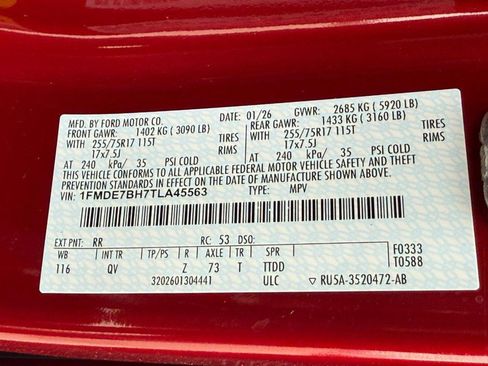 MFD. BY FORD MOTOR CO.
DATE: 01/26 GVWR: 2685 KG (5920 LB)
FRONT GAWR: 1402 KG (3090 LB) REAR GAWR: 1433 KG (3160 LB)
WITH 255/75R17 115T TIRES WITH 255/75R17 115T TIRES
17x7.5J RIMS 17x7.5J RIMS
AT 240 kPa/ 35 PSI COLD AT 240 kPa/ 35 PSI COLD
THIS VEHICLE CONFORMS TO ALL APPLICABLE FEDERAL MOTOR VEHICLE SAFETY AND
THEFT PREVENTION STANDARDS IN EFFECT ON THE DATE OF MANUFACTURE SHOWN ABOVE.
VIN: 1FMDE7BH7TLA45563 TYPE: MPV
EXT PNT: RR RC: 53 DSO: F0333
WB INT TR TP/PS R AXLE TR SPR T0588
116 QV Z 73 T TTDD
3202601304441 ULC RU5A-3520472-AB